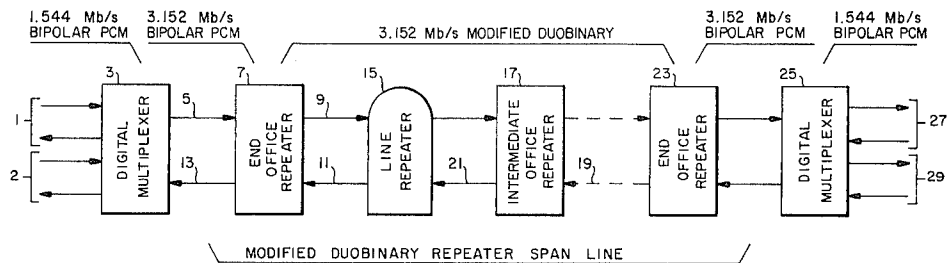 1.544 Mb/s
BIPOLAR PCM
3.152 Mb/s
BIPOLAR PCM
3.152 Mb/s MODIFIED DUOBINARY
3.152 Mb/s
BIPOLAR PCM
1.544 Mb/s
BIPOLAR PCM
3
7
15
17
23
25
1
2
5
13
9
11
21
19
27
29
DIGITAL
MULTIPLEXER
END
OFFICE
REPEATER
LINE
REPEATER
INTERMEDIATE
OFFICE
REPEATER
END
OFFICE
REPEATER
DIGITAL
MULTIPLEXER
MODIFIED DUOBINARY REPEATER SPAN LINE